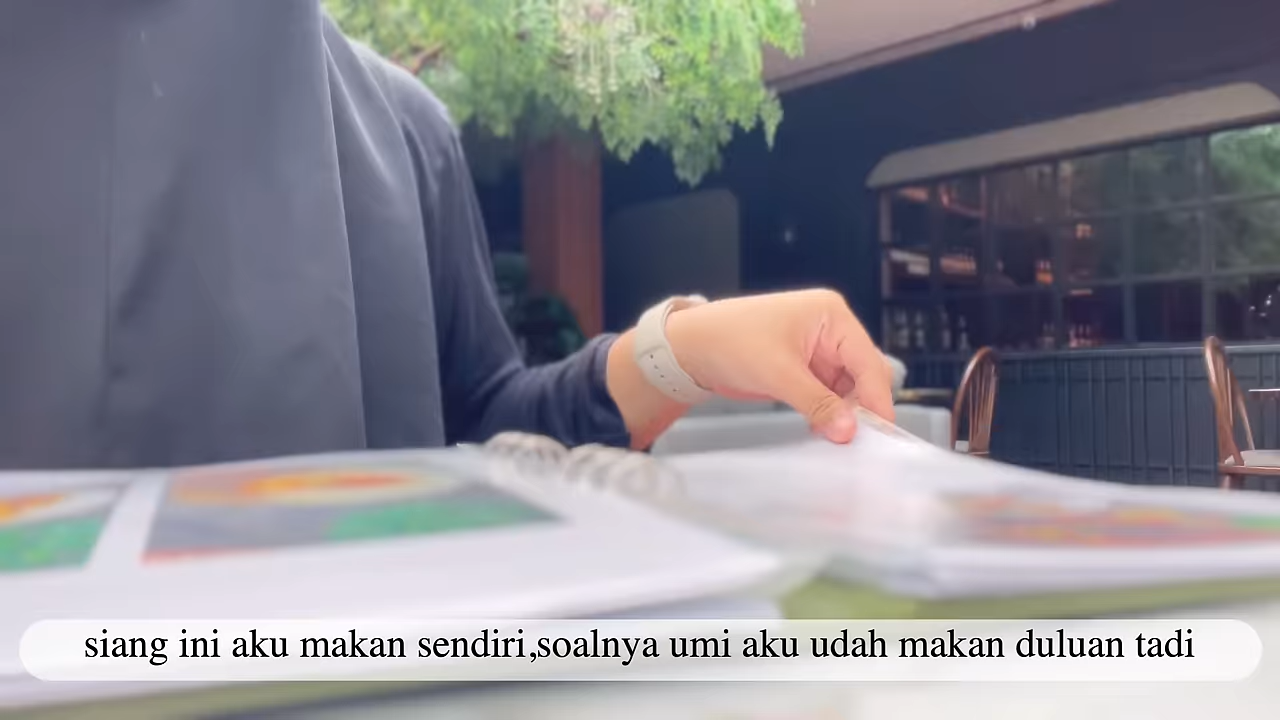 siang ini aku makan sendiri,soalnya umi aku udah makan duluan tadi